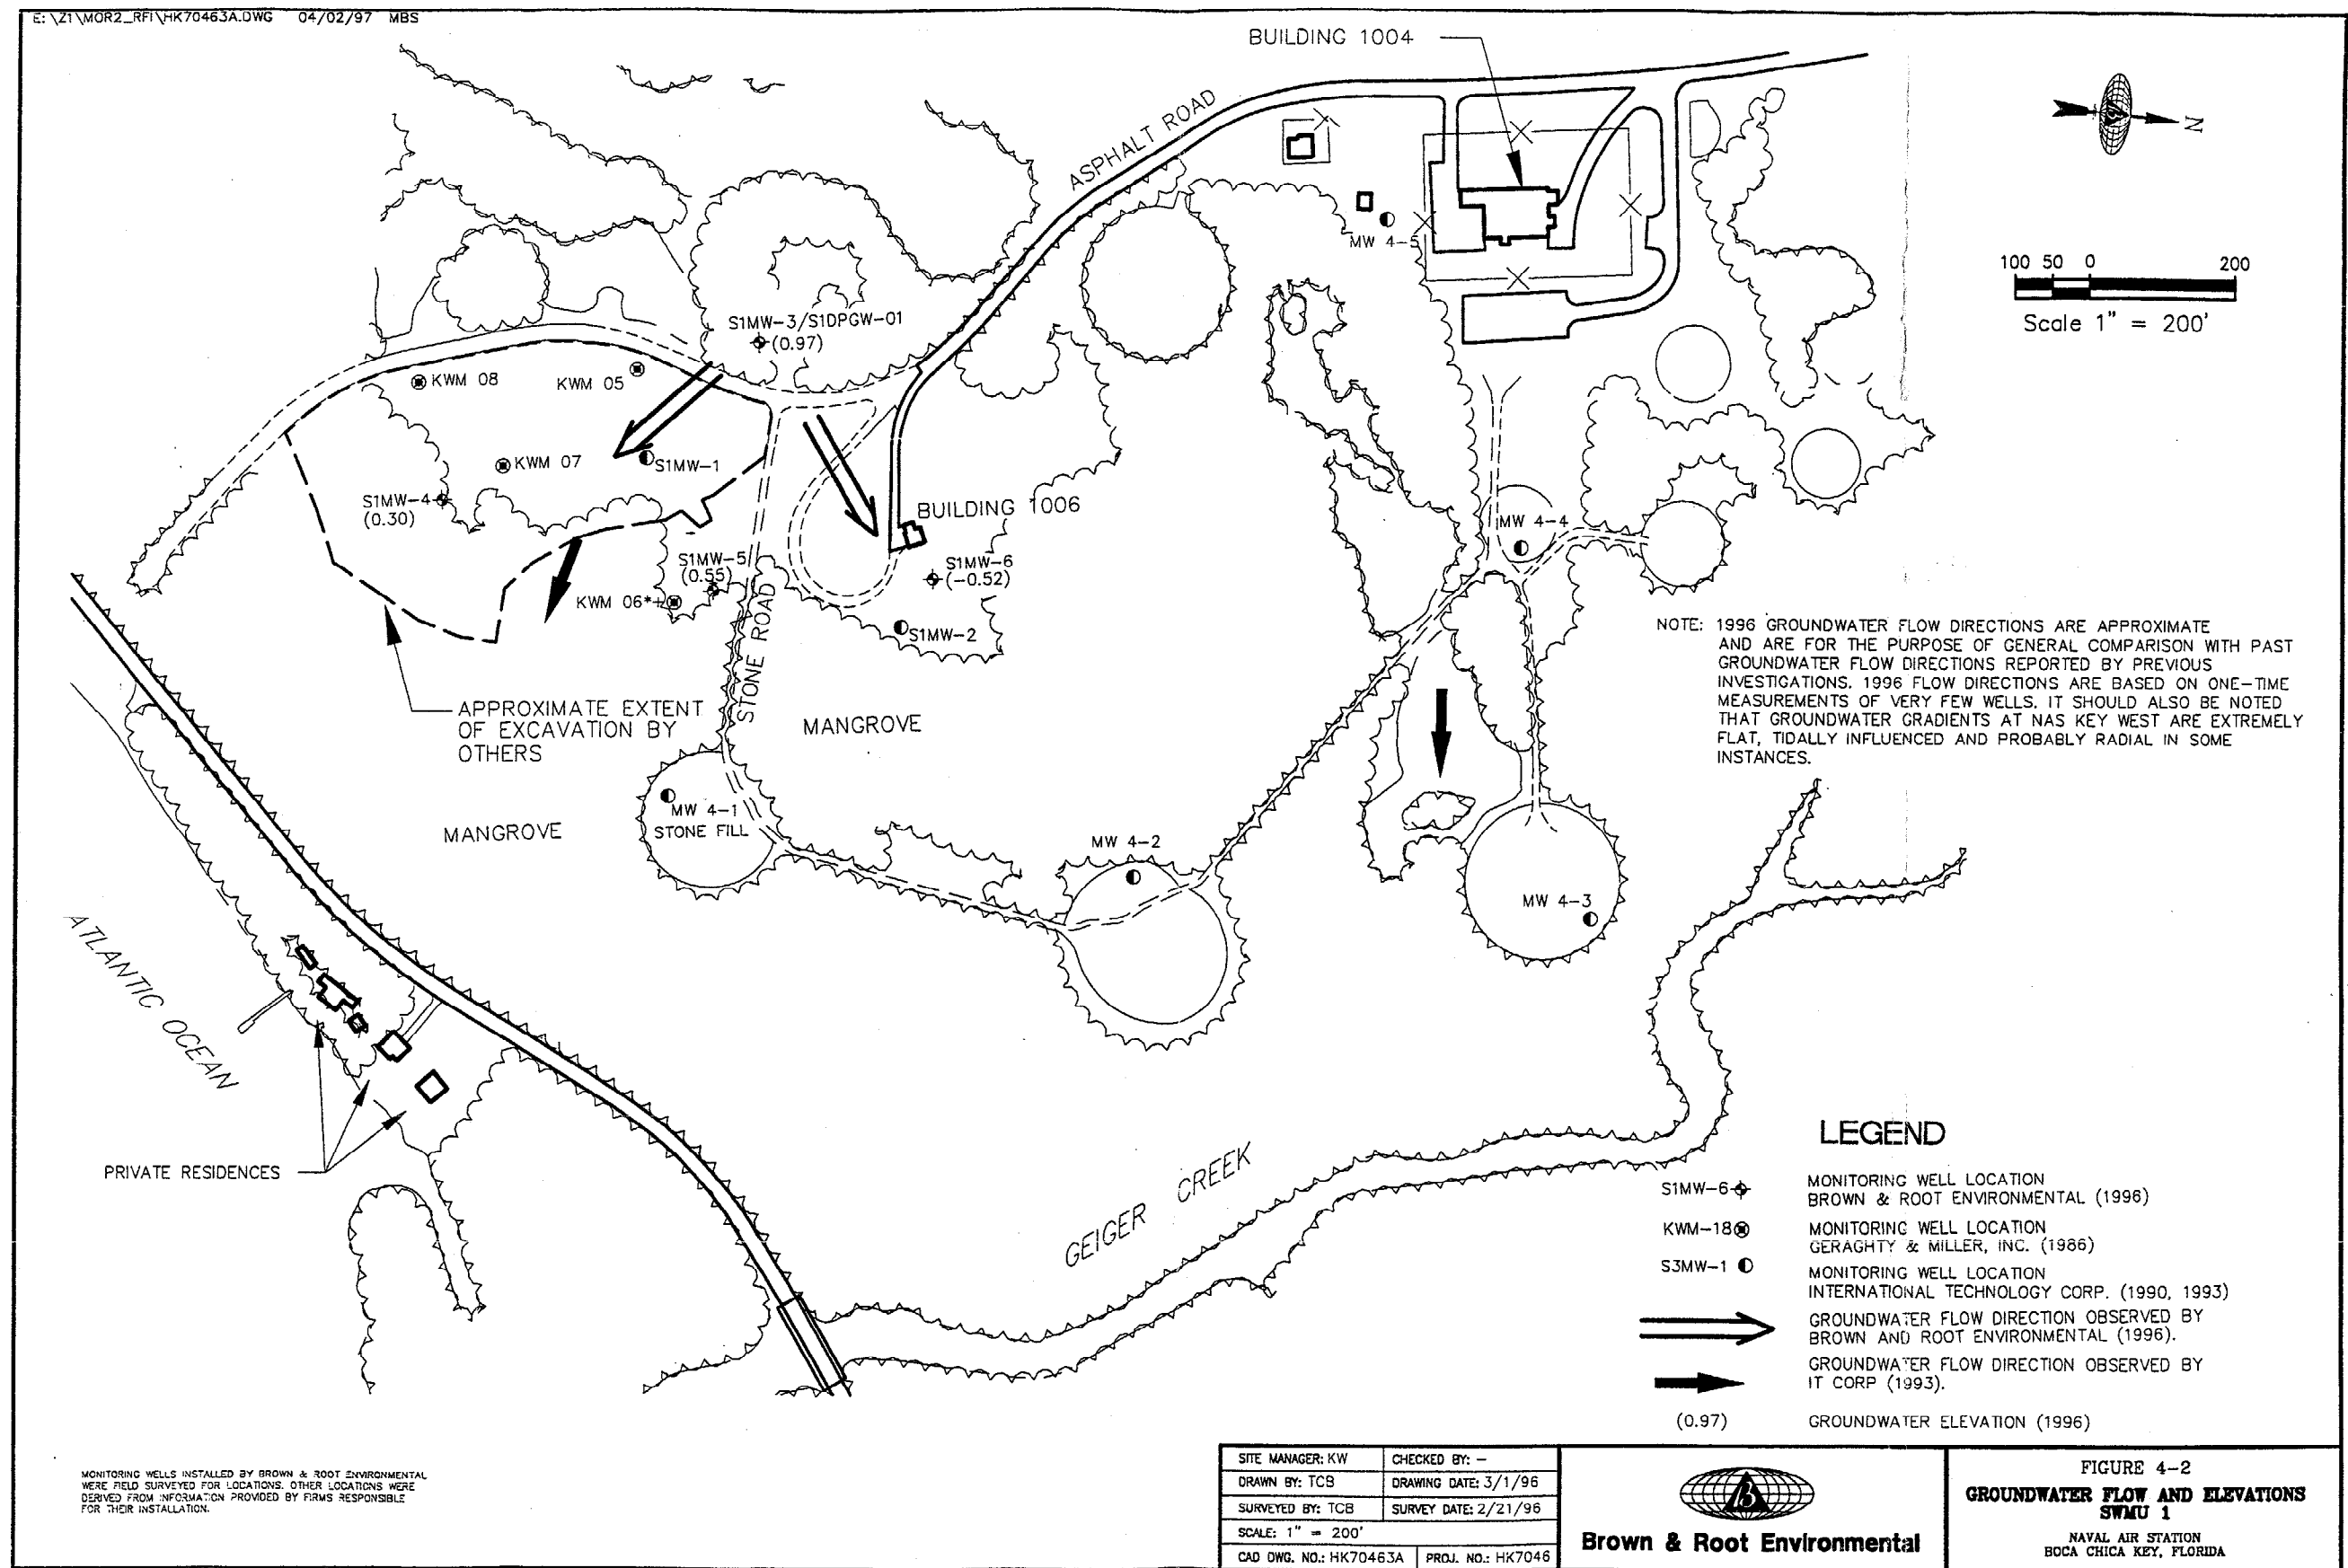 E: \Z1\MOR2_RFI\HK70463A.DWG 04/02/97 MBS
BUILDING 1004
ASPHALT ROAD
N
100 50 0 200
Scale 1" = 200'
MW 4-5
S1MW-3/S1DPGW-01
(0.97)
KWM 08
KWM 05
KWM 07
S1MW-1
S1MW-4
(0.30)
BUILDING 1006
MW 4-4
S1MW-5
(0.55)
S1MW-6
(-0.52)
KWM 06*
S1MW-2
STONE ROAD
NOTE: 1996 GROUNDWATER FLOW DIRECTIONS ARE APPROXIMATE
AND ARE FOR THE PURPOSE OF GENERAL COMPARISON WITH PAST
GROUNDWATER FLOW DIRECTIONS REPORTED BY PREVIOUS
INVESTIGATIONS. 1996 FLOW DIRECTIONS ARE BASED ON ONE-TIME
MEASUREMENTS OF VERY FEW WELLS. IT SHOULD ALSO BE NOTED
THAT GROUNDWATER GRADIENTS AT NAS KEY WEST ARE EXTREMELY
FLAT, TIDALLY INFLUENCED AND PROBABLY RADIAL IN SOME
INSTANCES.
APPROXIMATE EXTENT
OF EXCAVATION BY
OTHERS
MANGROVE
MANGROVE
MW 4-1
STONE FILL
MW 4-2
MW 4-3
ATLANTIC OCEAN
PRIVATE RESIDENCES
GEIGER CREEK
LEGEND
S1MW-6
MONITORING WELL LOCATION
BROWN & ROOT ENVIRONMENTAL (1996)
KWM-18
MONITORING WELL LOCATION
GERAGHTY & MILLER, INC. (1986)
S3MW-1
MONITORING WELL LOCATION
INTERNATIONAL TECHNOLOGY CORP. (1990, 1993)
GROUNDWATER FLOW DIRECTION OBSERVED BY
BROWN AND ROOT ENVIRONMENTAL (1996).
GROUNDWATER FLOW DIRECTION OBSERVED BY
IT CORP (1993).
(0.97) GROUNDWATER ELEVATION (1996)
MONITORING WELLS INSTALLED BY BROWN & ROOT ENVIRONMENTAL
WERE FIELD SURVEYED FOR LOCATIONS. OTHER LOCATIONS WERE
DERIVED FROM INFORMATION PROVIDED BY FIRMS RESPONSIBLE
FOR THEIR INSTALLATION.
SITE MANAGER: KW CHECKED BY: -
DRAWN BY: TCB DRAWING DATE: 3/1/96
SURVEYED BY: TCB SURVEY DATE: 2/21/96
SCALE: 1" = 200'
CAD DWG. NO.: HK70463A PROJ. NO.: HK7046
Brown & Root Environmental
FIGURE 4-2
GROUNDWATER FLOW AND ELEVATIONS
SWMU 1
NAVAL AIR STATION
BOCA CHICA KEY, FLORIDA